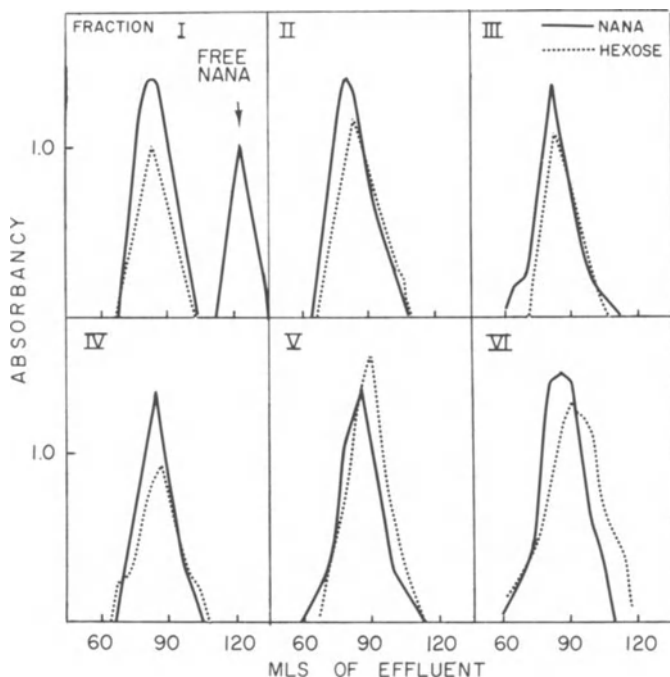 FRACTION I
FREE
NANA
II
III
NANA
HEXOSE
1.0
ABSORBANCY
IV
V
VI
1.0
60 90 120 60 90 120 60 90 120
MLS OF EFFLUENT